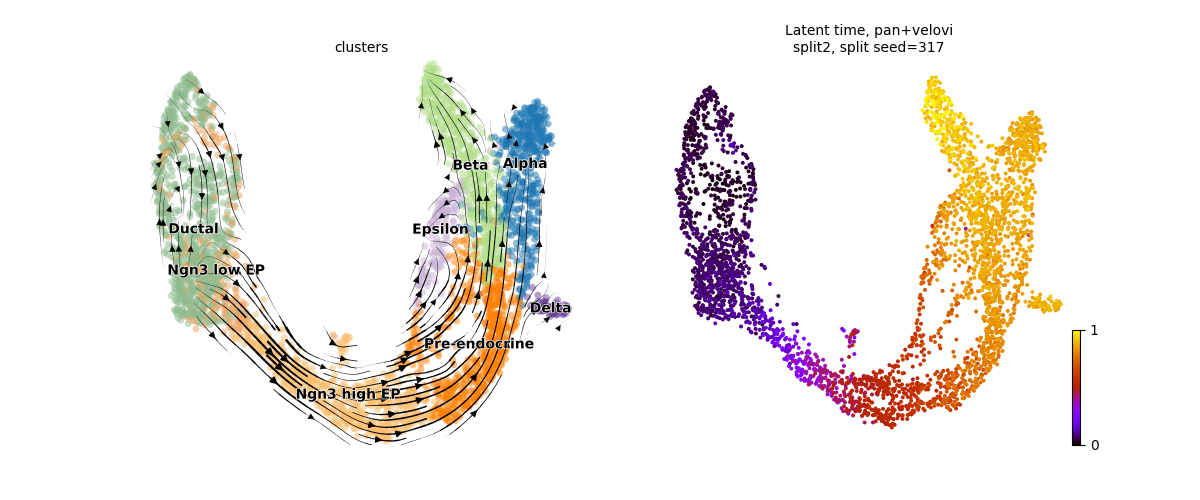 clusters
Latent time, pan+velovi
split2, split seed=317
Beta
Alpha
Ductal
Epsilon
Ngn3 low EP
Delta
Pre-endocrine
Ngn3 high EP
1
0